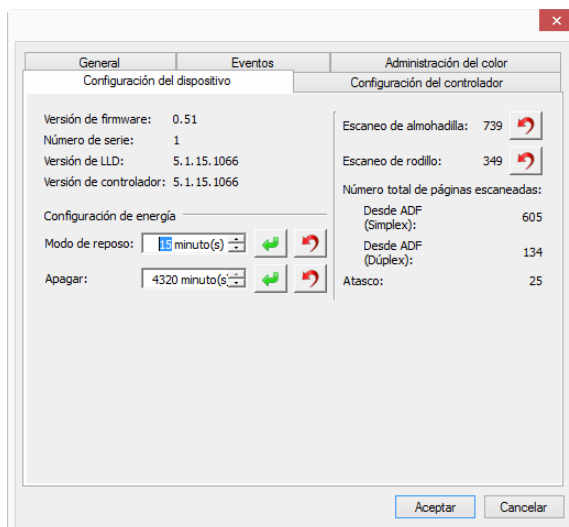 General
Eventos
Administración del color
Configuración del dispositivo
Configuración del controlador
Versión de firmware: 0.51
Número de serie: 1
Versión de LLD: 5.1.15.1066
Versión de controlador: 5.1.15.1066
Configuración de energía
Modo de reposo: 15 minuto(s)
Apagar: 4320 minuto(s
Escaneo de almohadilla: 739
Escaneo de rodillo: 349
Número total de páginas escaneadas:
Desde ADF
(Simplex): 605
Desde ADF
(Dúplex): 134
Atasco: 25
Aceptar
Cancelar